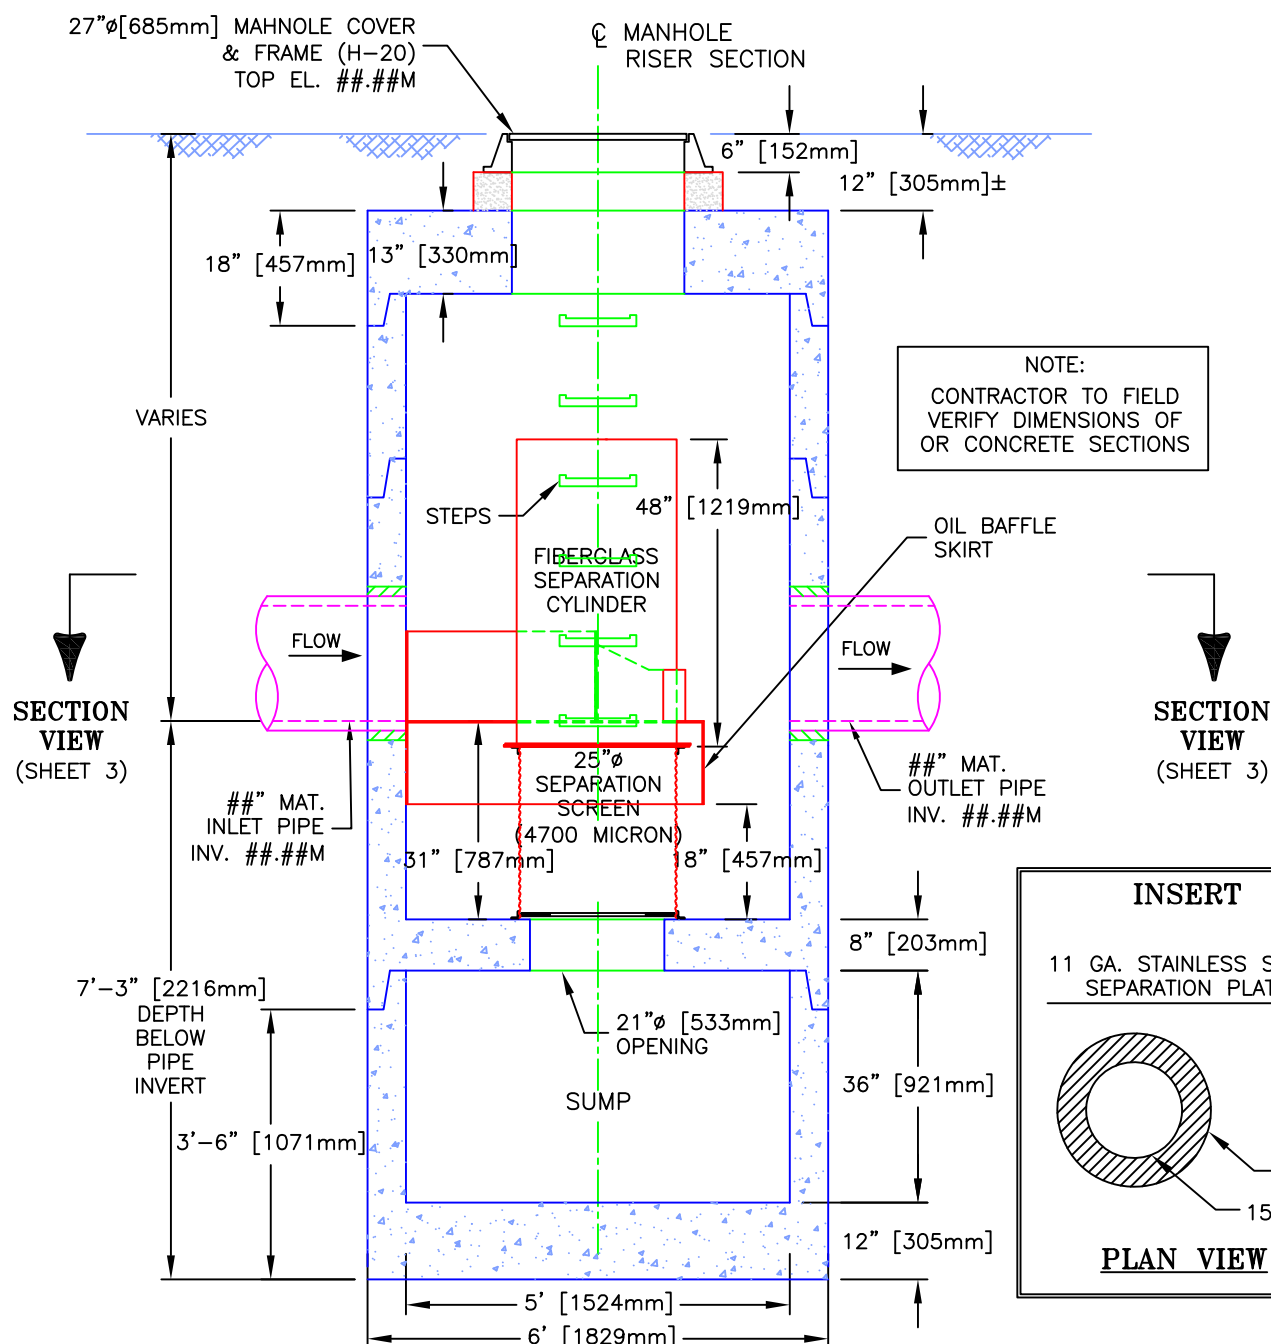 27"ø[685mm] MAHNOLE COVER
& FRAME (H-20)
TOP EL. ##.##M
℄ MANHOLE
RISER SECTION
6" [152mm]
12" [305mm]±
18" [457mm]
13" [330mm]
VARIES
NOTE:
CONTRACTOR TO FIELD
VERIFY DIMENSIONS OF
OR CONCRETE SECTIONS
STEPS
48" [1219mm]
OIL BAFFLE
SKIRT
FIBERGLASS
SEPARATION
CYLINDER
FLOW
FLOW
SECTION
VIEW
(SHEET 3)
SECTION
VIEW
(SHEET 3)
25"ø
SEPARATION
SCREEN
(4700 MICRON)
##" MAT.
INLET PIPE
INV. ##.##M
##" MAT.
OUTLET PIPE
INV. ##.##M
31" [787mm]
18" [457mm]
8" [203mm]
7'-3" [2216mm]
DEPTH
BELOW
PIPE
INVERT
21"ø [533mm]
OPENING
36" [921mm]
SUMP
3'-6" [1071mm]
12" [305mm]
5' [1524mm]
6' [1829mm]
INSERT
11 GA. STAINLESS S
SEPARATION PLAT
15
PLAN VIEW